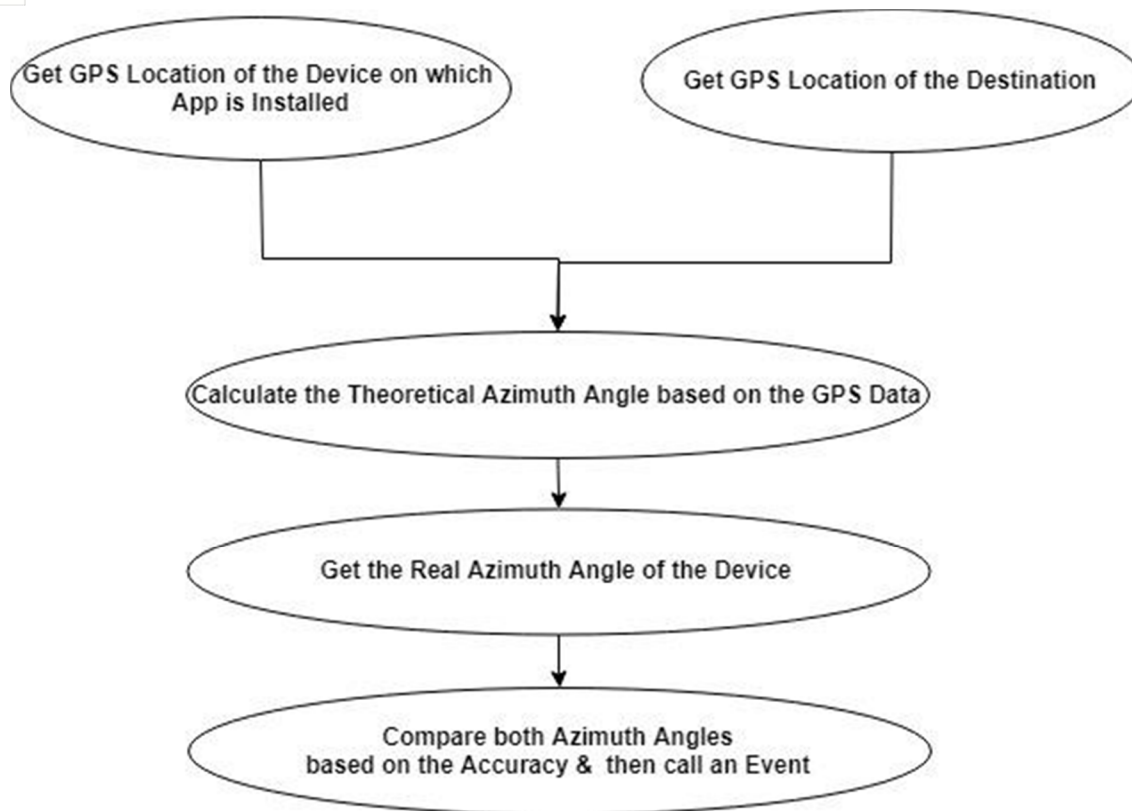 Get GPS Location of the Device on which
App is Installed
Get GPS Location of the Destination
Calculate the Theoretical Azimuth Angle based on the GPS Data
Get the Real Azimuth Angle of the Device
Compare both Azimuth Angles
based on the Accuracy & then call an Event